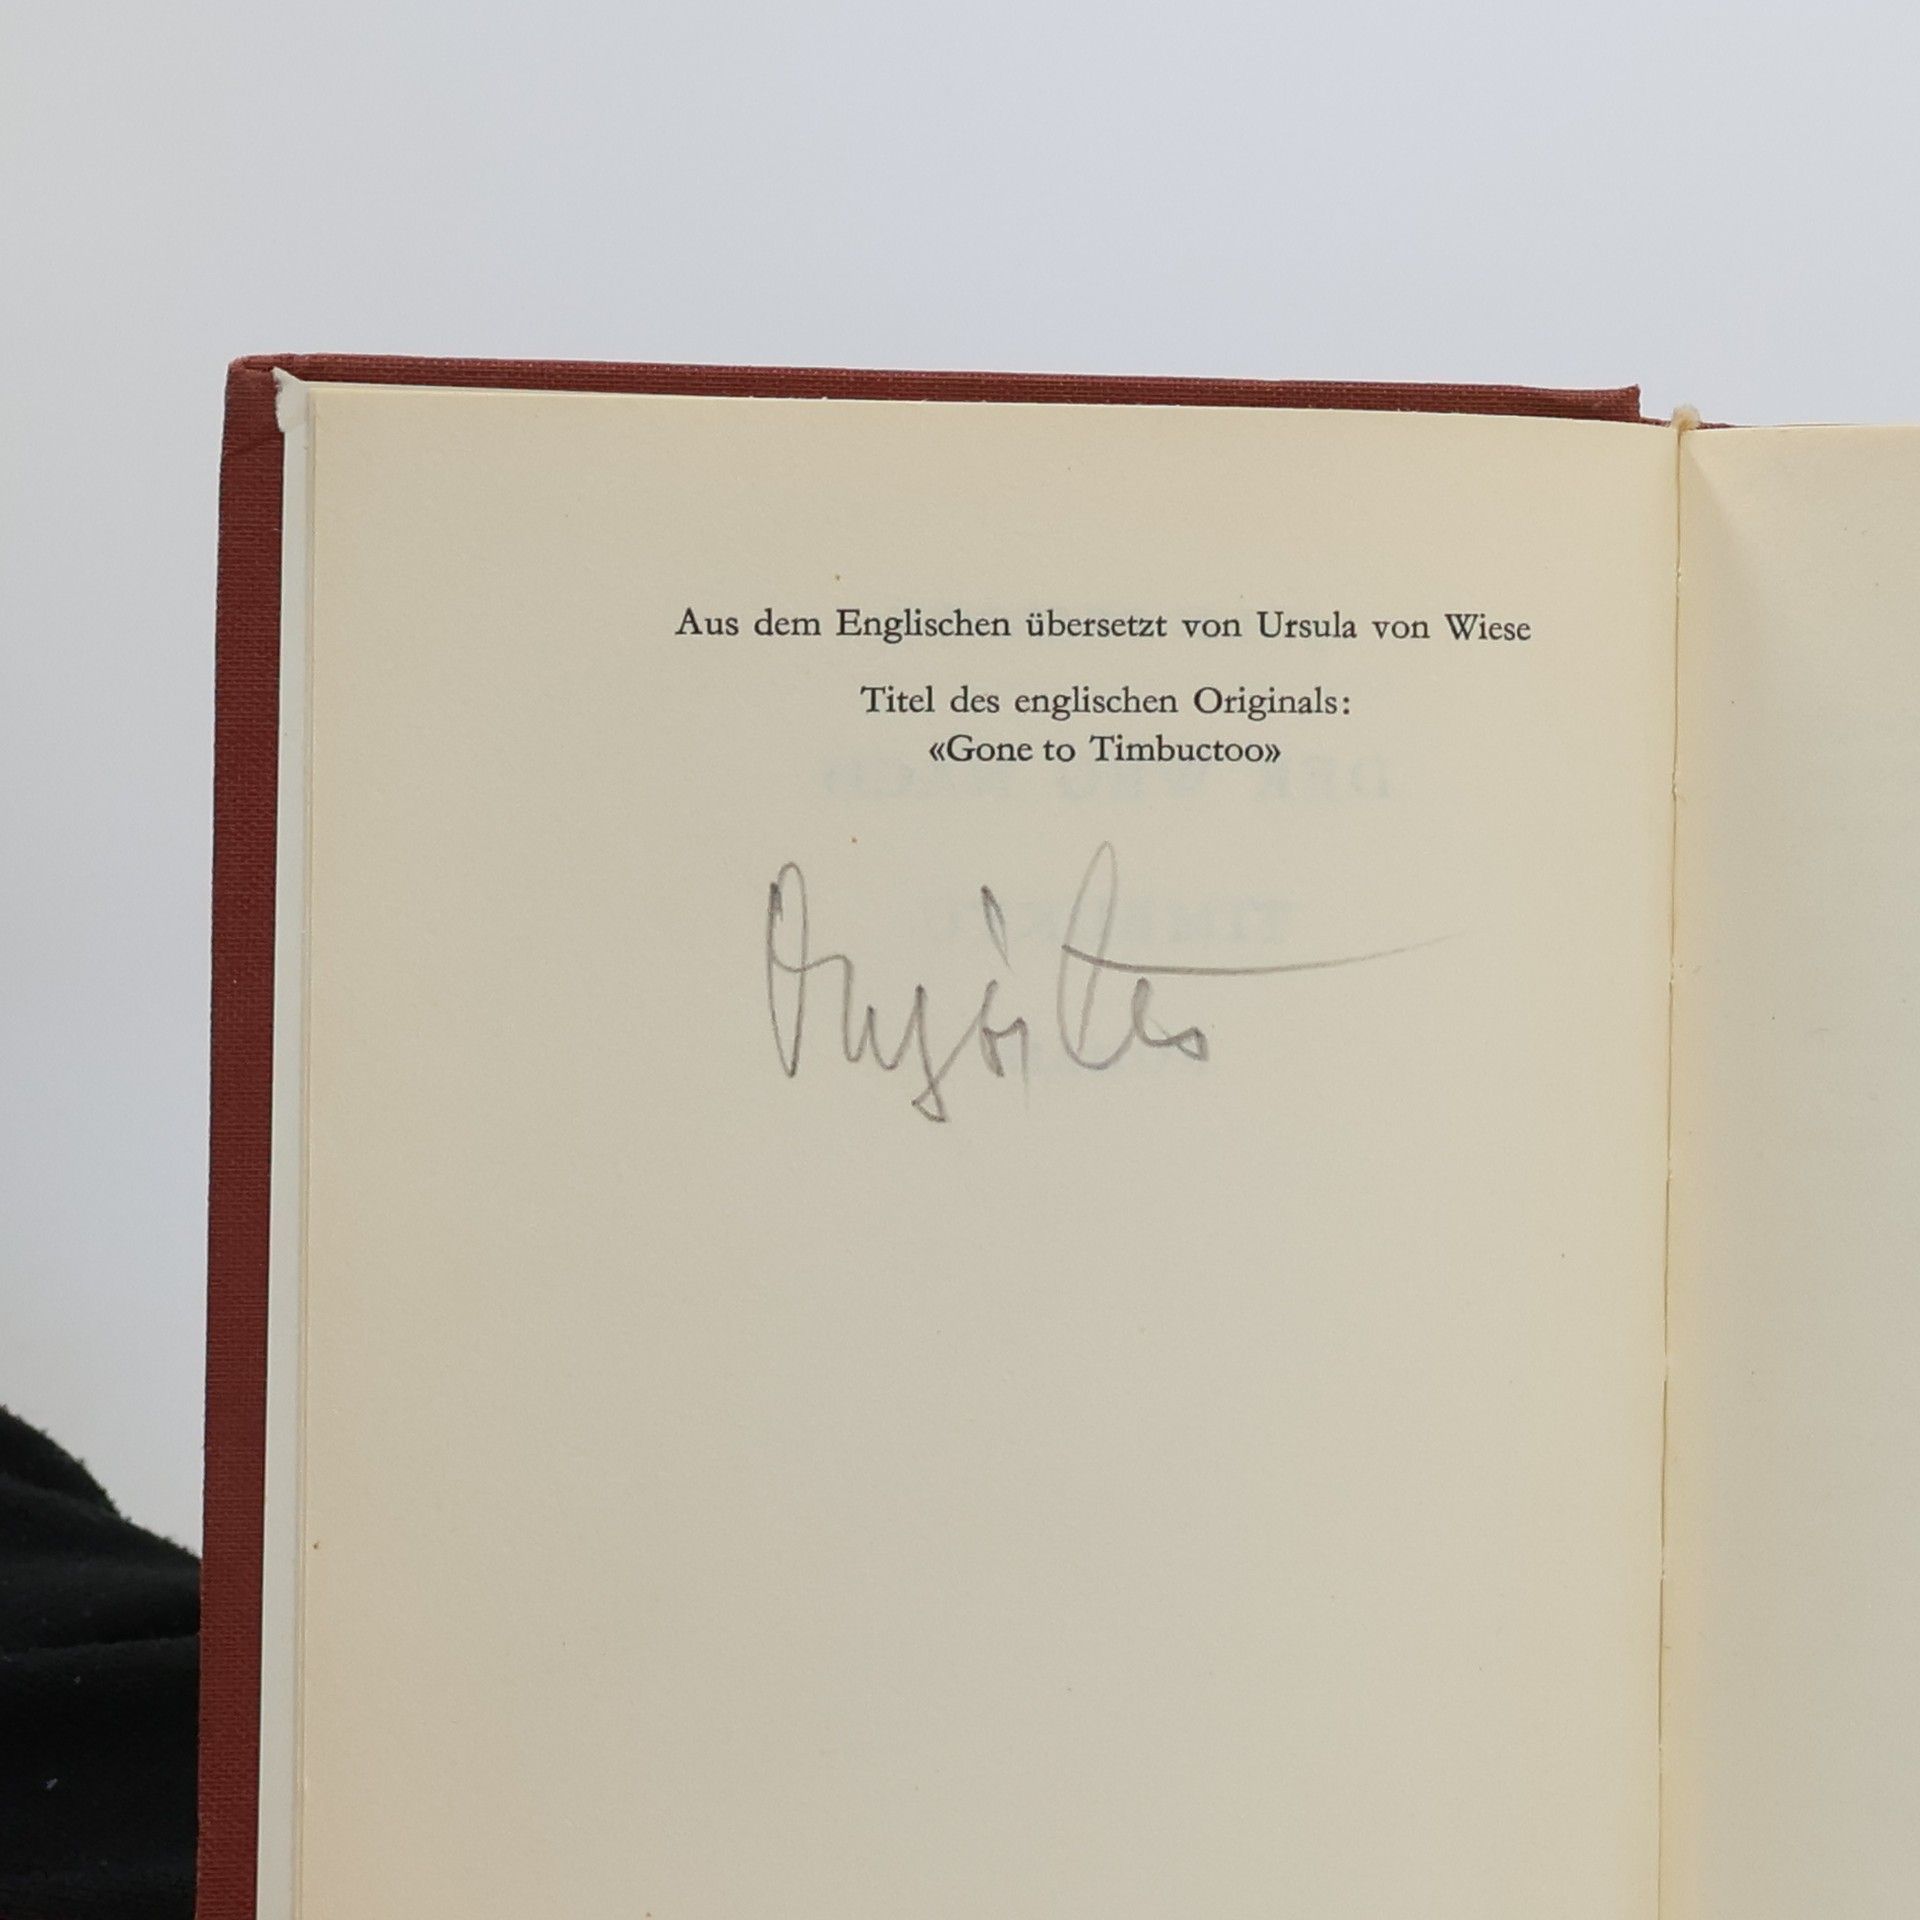 Aus dem Englischen übersetzt von Ursula von Wiese
Titel des englischen Originals:
«Gone to Timbuctoo»